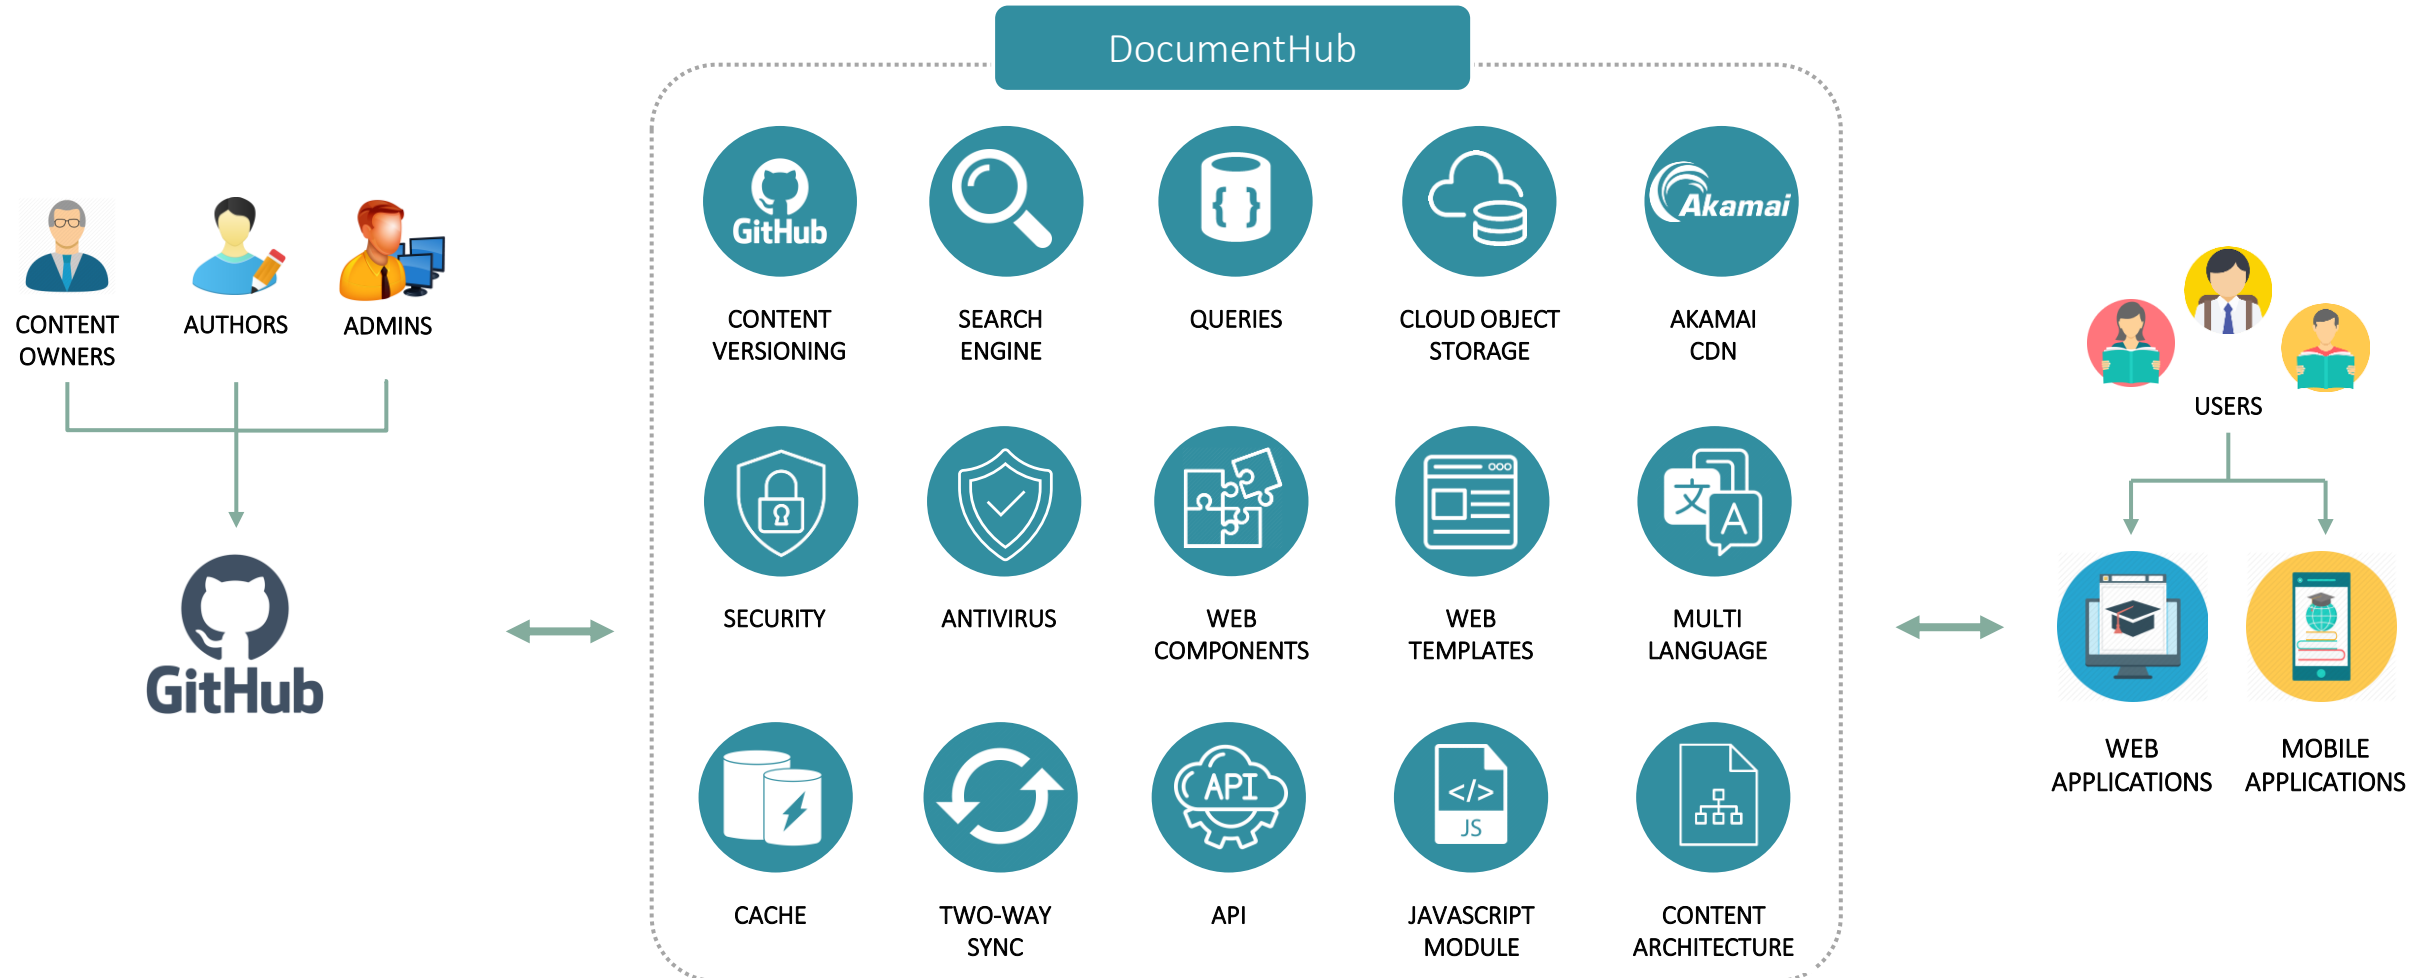 DocumentHub
CONTENT
OWNERS
AUTHORS
ADMINS
GitHub
GitHub
CONTENT
VERSIONING
SEARCH
ENGINE
{ }
QUERIES
CLOUD OBJECT
STORAGE
Akamai
AKAMAI
CDN
SECURITY
ANTIVIRUS
WEB
COMPONENTS
WEB
TEMPLATES
文
A
MULTI
LANGUAGE
CACHE
TWO-WAY
SYNC
API
API
</>
JS
JAVASCRIPT
MODULE
CONTENT
ARCHITECTURE
USERS
WEB
APPLICATIONS
MOBILE
APPLICATIONS